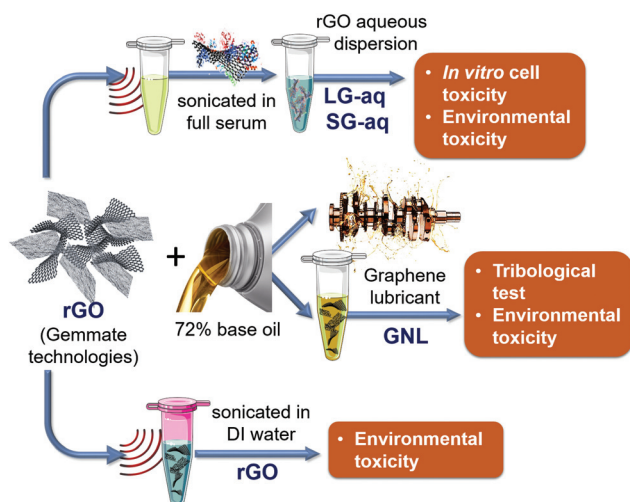 rGO aqueous
dispersion
sonicated in
full serum
LG-aq
SG-aq
• In vitro cell
toxicity
• Environmental
toxicity
rGO
(Gemmate
technologies)
+
72% base oil
Graphene
lubricant
GNL
• Tribological
test
• Environmental
toxicity
sonicated in
DI water
rGO
• Environmental
toxicity